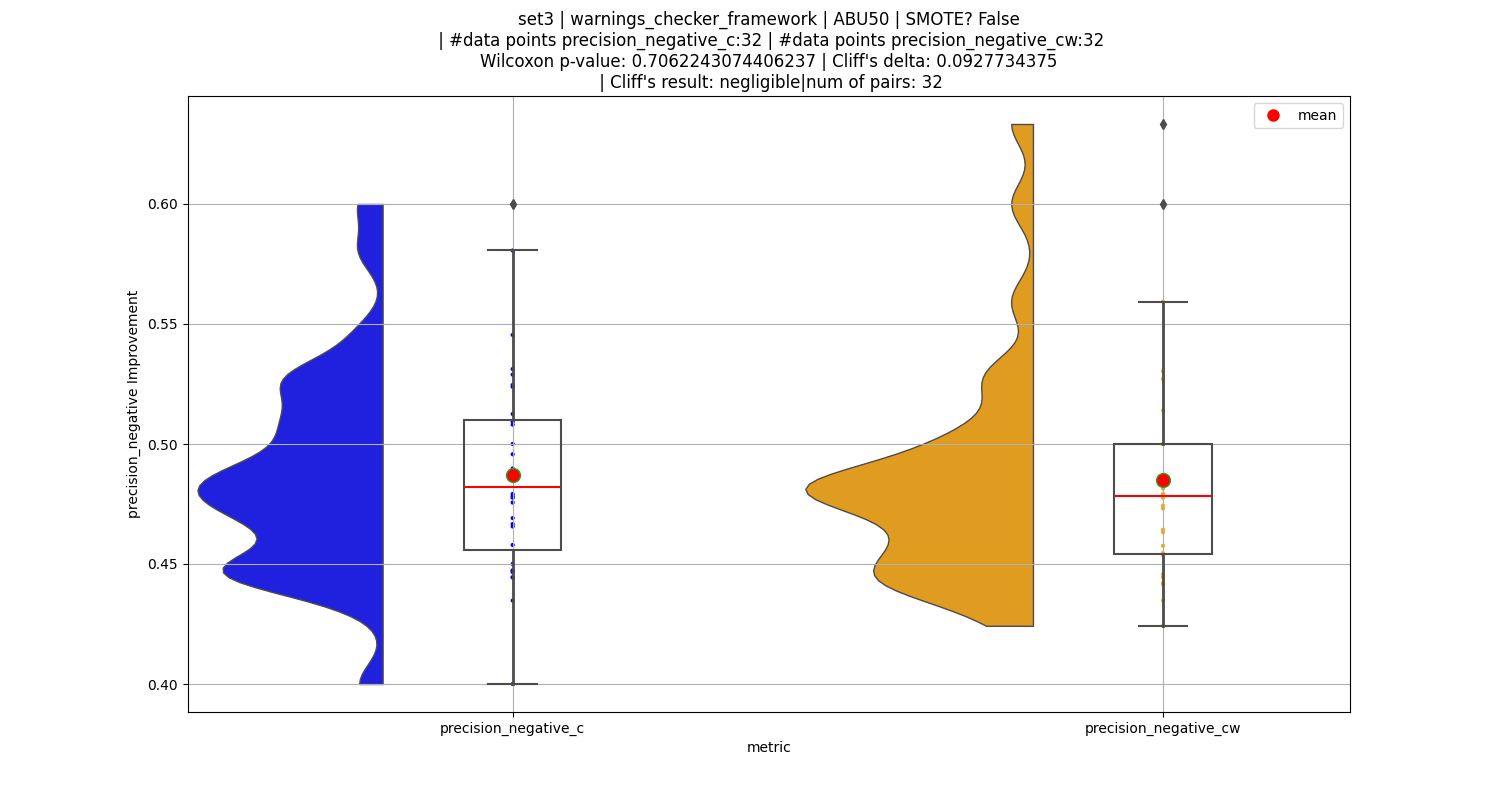 set3 | warnings_checker_framework | ABU50 | SMOTE? False
| #data points precision_negative_c:32 | #data points precision_negative_cw:32
Wilcoxon p-value: 0.7062243074406237 | Cliff's delta: 0.0927734375
| Cliff's result: negligible|num of pairs: 32
mean
0.60
0.55
0.50
0.45
0.40
precision_negative Improvement
precision_negative_c
precision_negative_cw
metric